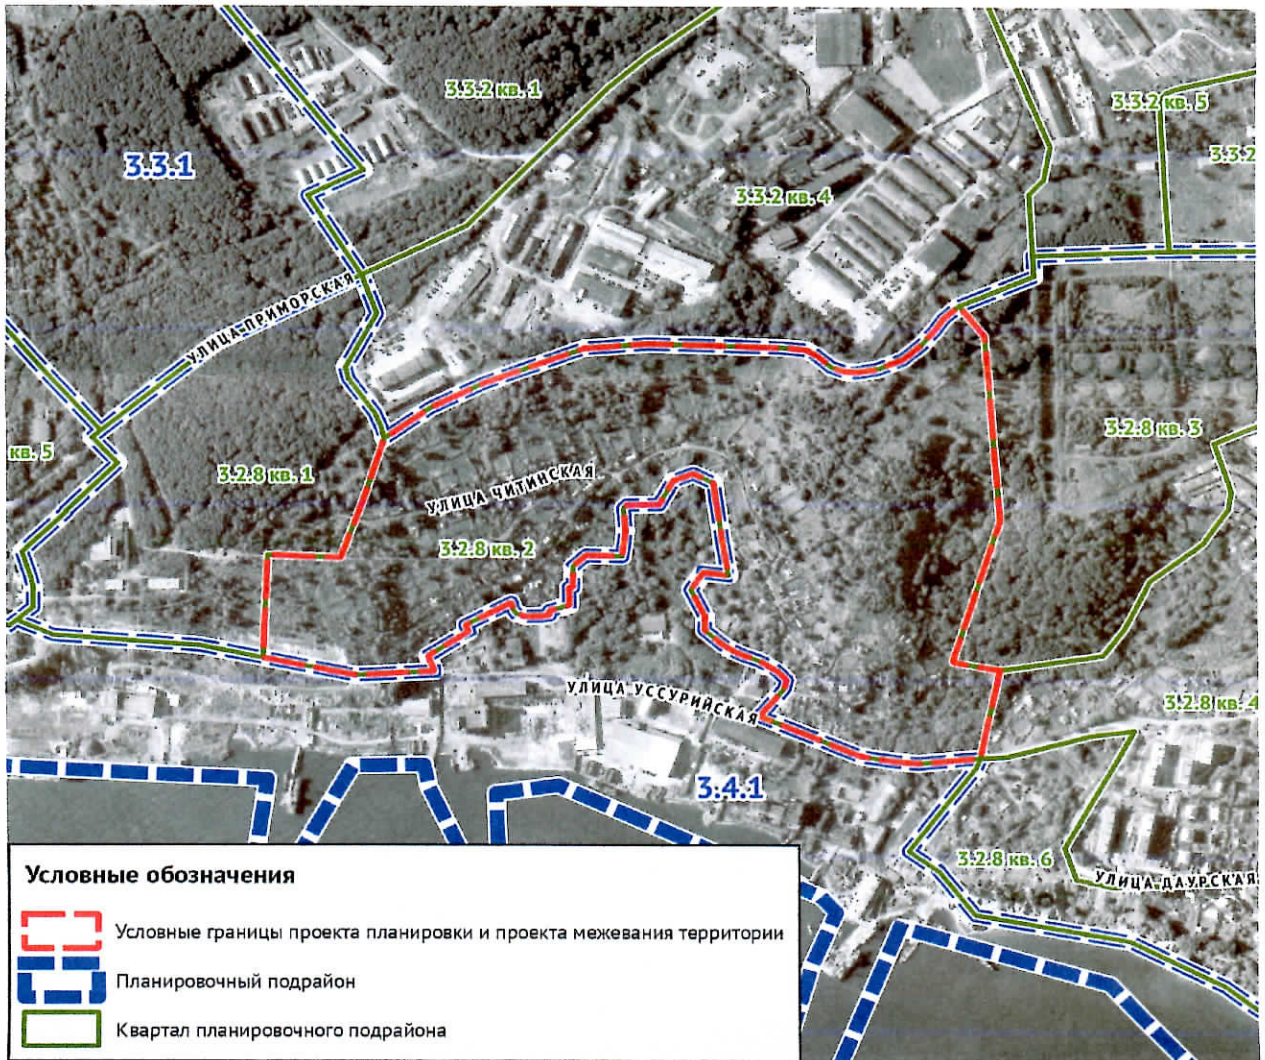 3.3.2 кв. 1
3.3.2 кв. 5
3.3.1
3.3.2
3.3.2 кв. 4
УЛИЦА ПРИМОРСКАЯ
3.2.8 кв. 3
кв. 5
3.2.8 кв. 1
УЛИЦА ЧИТИНСКАЯ
3.2.8 кв. 2
УЛИЦА УССУРИЙСКАЯ
3.2.8 кв. 4
3.4.1
3.2.8 кв. 6
УЛИЦА ДАУРСКАЯ
Условные обозначения
Условные границы проекта планировки и проекта межевания территории
Планировочный подрайон
Квартал планировочного подрайона